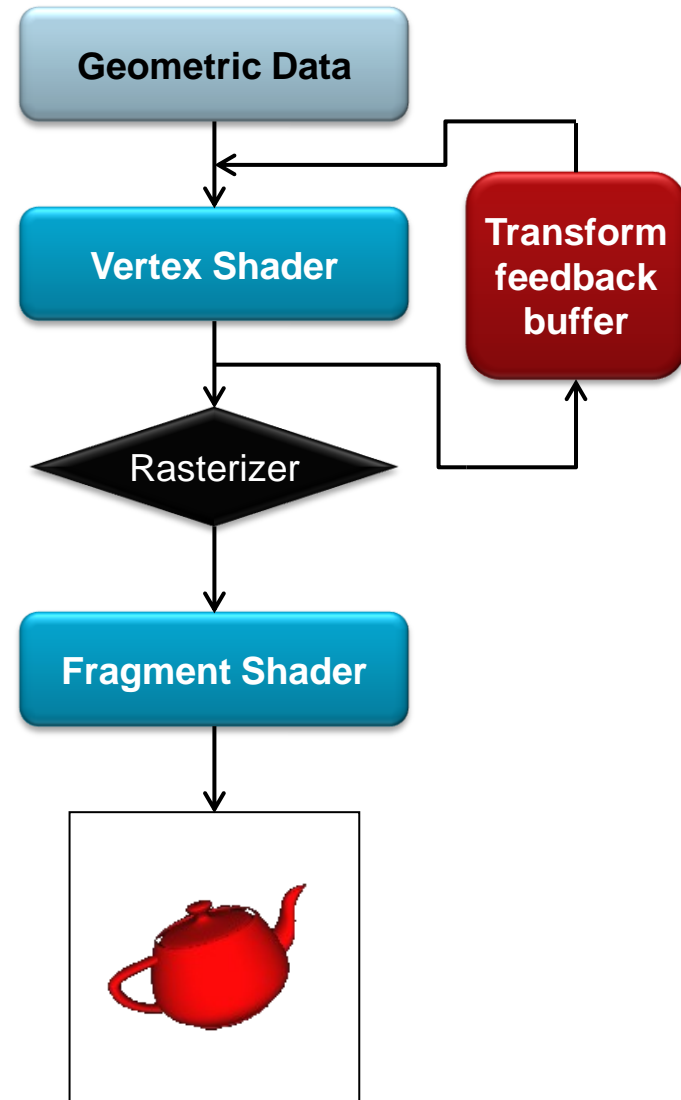 Geometric Data
Vertex Shader
Transform
feedback
buffer
Rasterizer
Fragment Shader